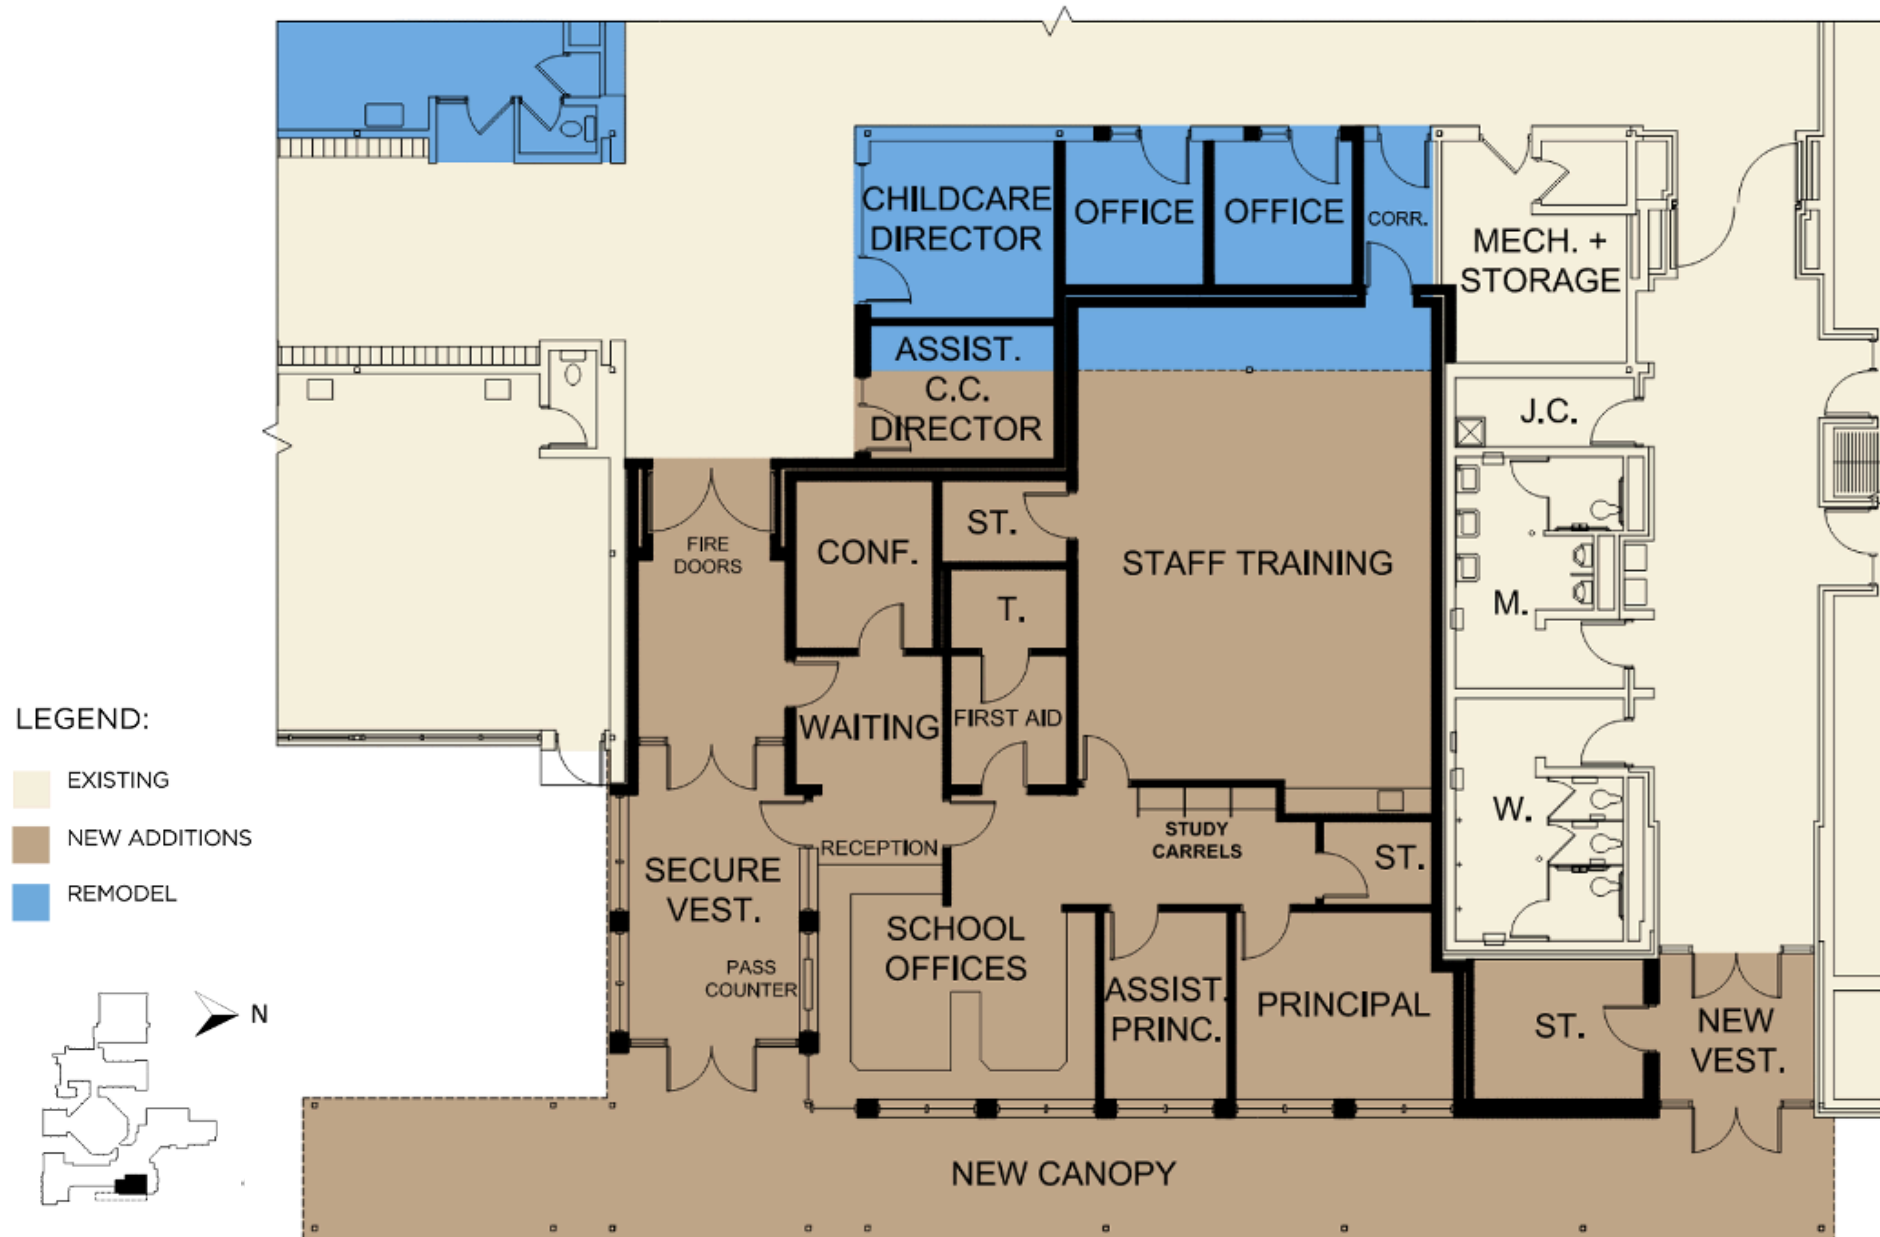 CHILDCARE
DIRECTOR
OFFICE
OFFICE
CORR.
MECH. +
STORAGE
ASSIST.
C.C.
DIRECTOR
J.C.
FIRE
DOORS
CONF.
ST.
STAFF TRAINING
T.
M.
WAITING
FIRST AID
LEGEND:
EXISTING
NEW ADDITIONS
REMODEL
RECEPTION
STUDY
CARRELS
ST.
W.
SECURE
VEST.
PASS
COUNTER
SCHOOL
OFFICES
ASSIST.
PRINC.
PRINCIPAL
ST.
NEW
VEST.
N
NEW CANOPY